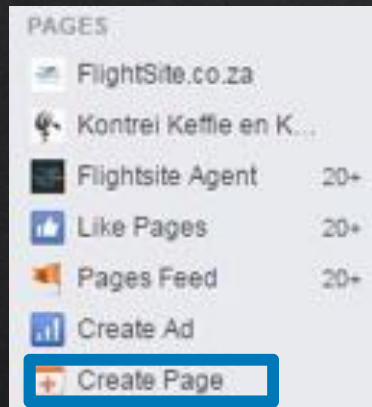 PAGES
FlightSite.co.za
Kontrei Keffie en K...
Flightsite Agent 20+
Like Pages 20+
Pages Feed 20+
Create Ad
Create Page